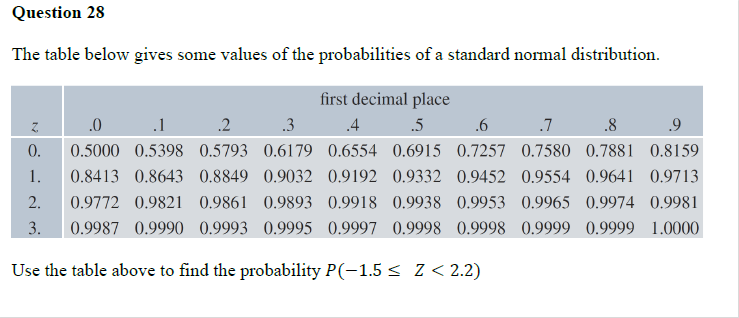 Question 28
The table below gives some values of the probabilities of a standard normal distribution.
first decimal place
z .0 .1 .2 .3 .4 .5 .6 .7 .8 .9
0. 0.5000 0.5398 0.5793 0.6179 0.6554 0.6915 0.7257 0.7580 0.7881 0.8159
1. 0.8413 0.8643 0.8849 0.9032 0.9192 0.9332 0.9452 0.9554 0.9641 0.9713
2. 0.9772 0.9821 0.9861 0.9893 0.9918 0.9938 0.9953 0.9965 0.9974 0.9981
3. 0.9987 0.9990 0.9993 0.9995 0.9997 0.9998 0.9998 0.9999 0.9999 1.0000
Use the table above to find the probability P(−1.5 ≤ Z < 2.2)